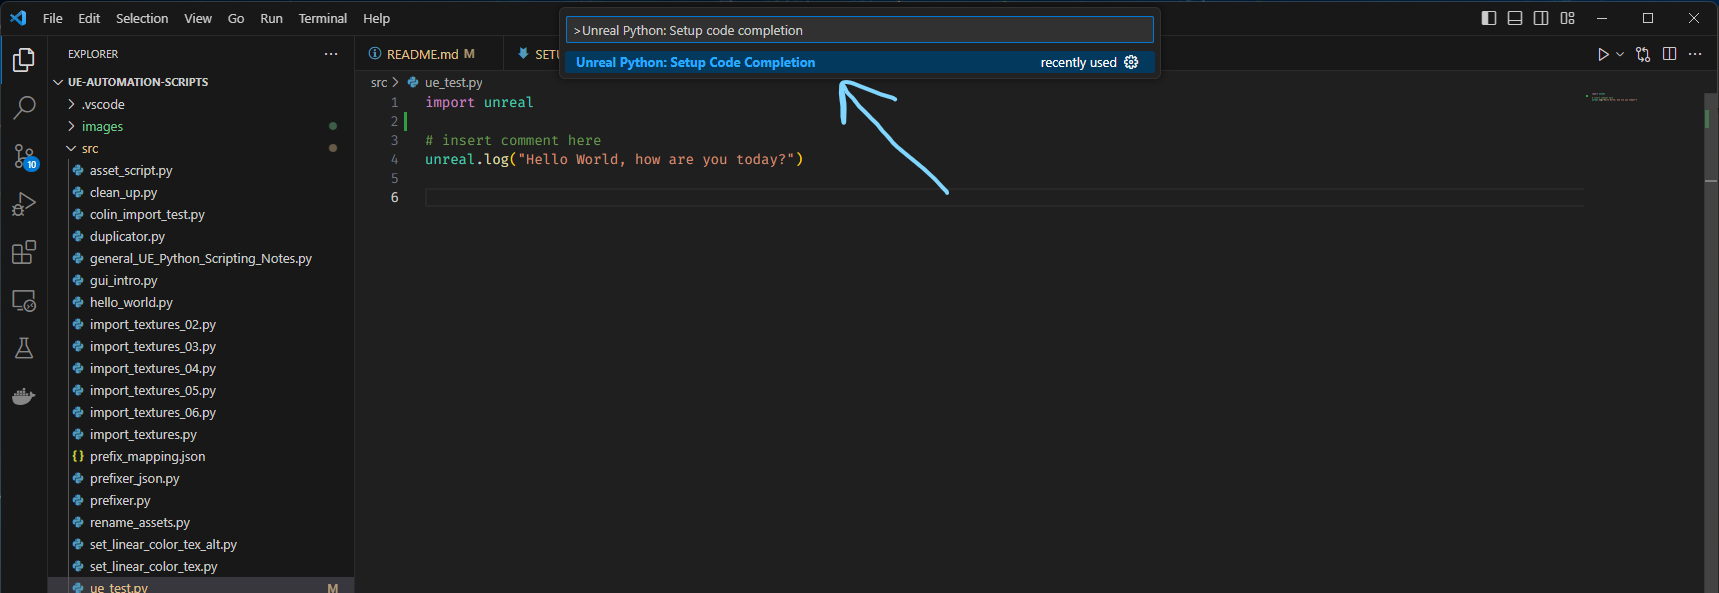 File Edit Selection View Go Run Terminal Help
>Unreal Python: Setup code completion
Unreal Python: Setup Code Completion recently used
EXPLORER
README.md M
SETU
UE-AUTOMATION-SCRIPTS
.vscode
images
src
asset_script.py
clean_up.py
colin_import_test.py
duplicator.py
general_UE_Python_Scripting_Notes.py
gui_intro.py
hello_world.py
import_textures_02.py
import_textures_03.py
import_textures_04.py
import_textures_05.py
import_textures_06.py
import_textures.py
{} prefix_mapping.json
prefixer_json.py
prefixer.py
rename_assets.py
set_linear_color_tex_alt.py
set_linear_color_tex.py
ue_test.py M
10
src > ue_test.py
1 import unreal
2
3 # insert comment here
4 unreal.log("Hello World, how are you today?")
5
6